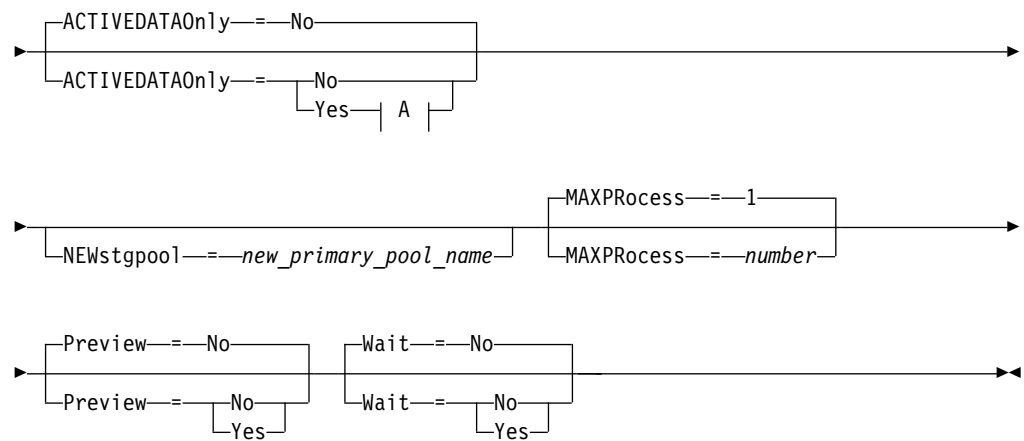 ACTIVEDATAOnly = No
ACTIVEDATAOnly = No
Yes A
NEWstgpool = new_primary_pool_name
MAXPRocess = 1
MAXPRocess = number
Preview = No
Preview = No
Yes
Wait = No
Wait = No
Yes